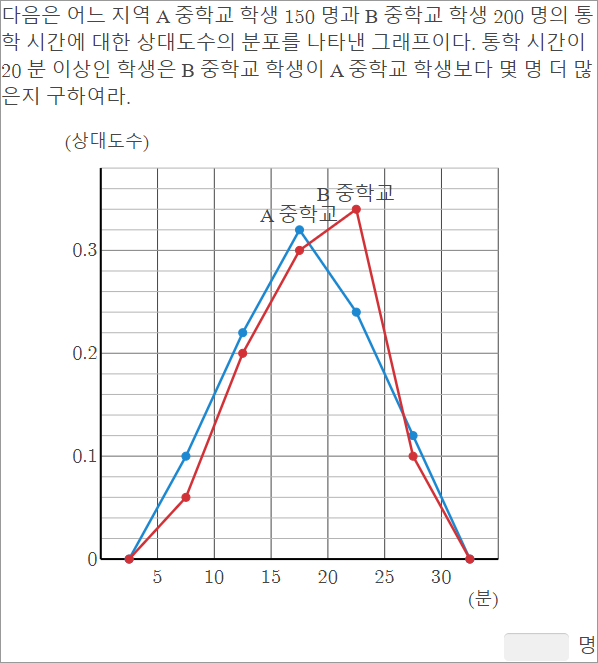 다음은 어느 지역 A 중학교 학생 150 명과 B 중학교 학생 200 명의 통
학 시간에 대한 상대도수의 분포를 나타낸 그래프이다. 통학 시간이
20 분 이상인 학생은 B 중학교 학생이 A 중학교 학생보다 몇 명 더 많
은지 구하여라.
(상대도수)
B 중학교
A 중학교
0.3
0.2
0.1
0
5 10 15 20 25 30
(분)
명